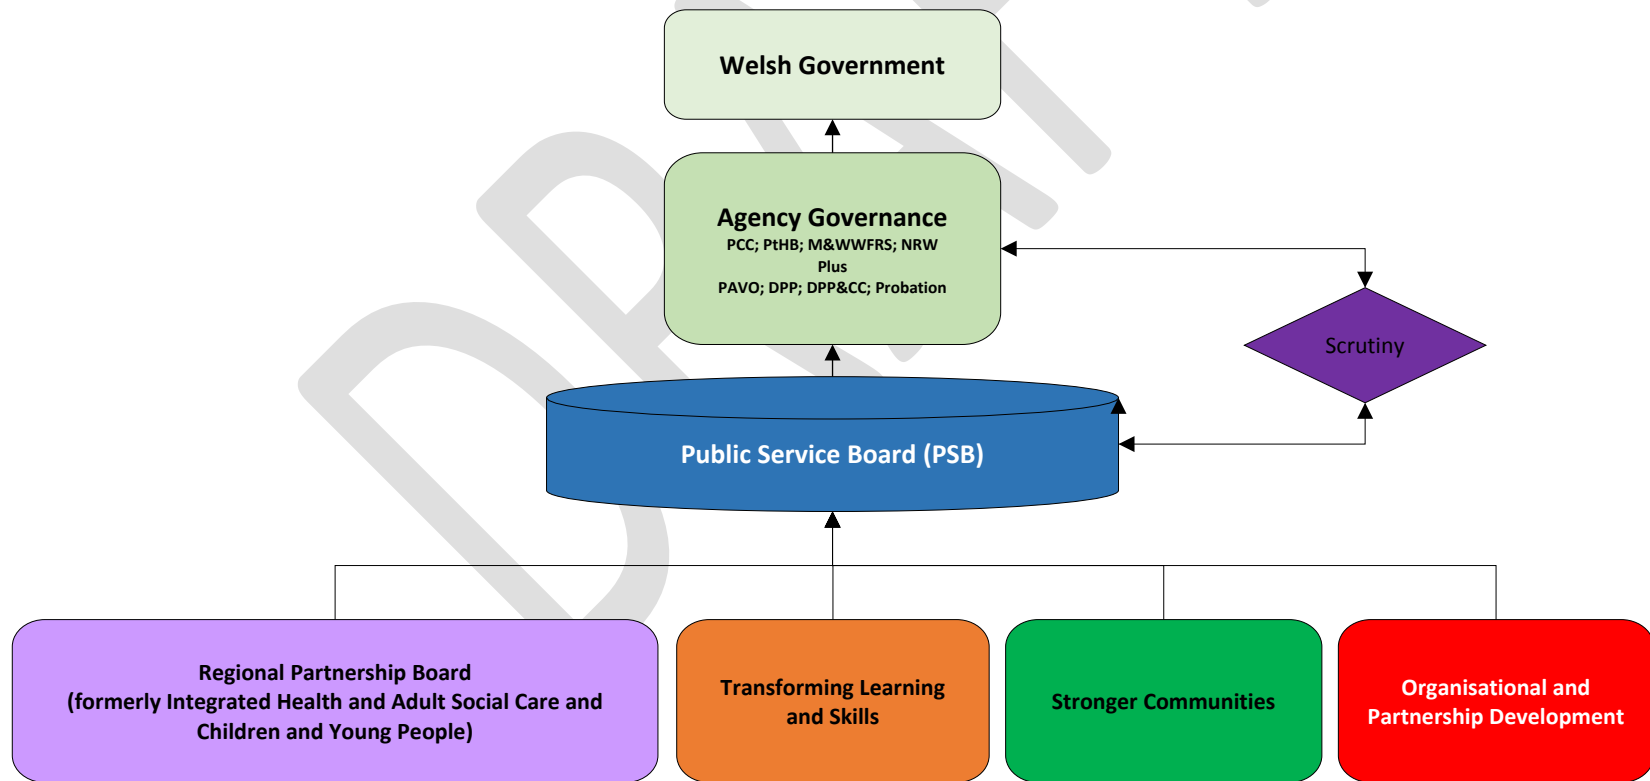 Welsh Government
Agency Governance
PCC; PtHB; M&WWFRS; NRW
Plus
PAVO; DPP; DPP&CC; Probation
Scrutiny
Public Service Board (PSB)
Regional Partnership Board
(formerly Integrated Health and Adult Social Care and
Children and Young People)
Transforming Learning
and Skills
Stronger Communities
Organisational and
Partnership Development
DRAFT